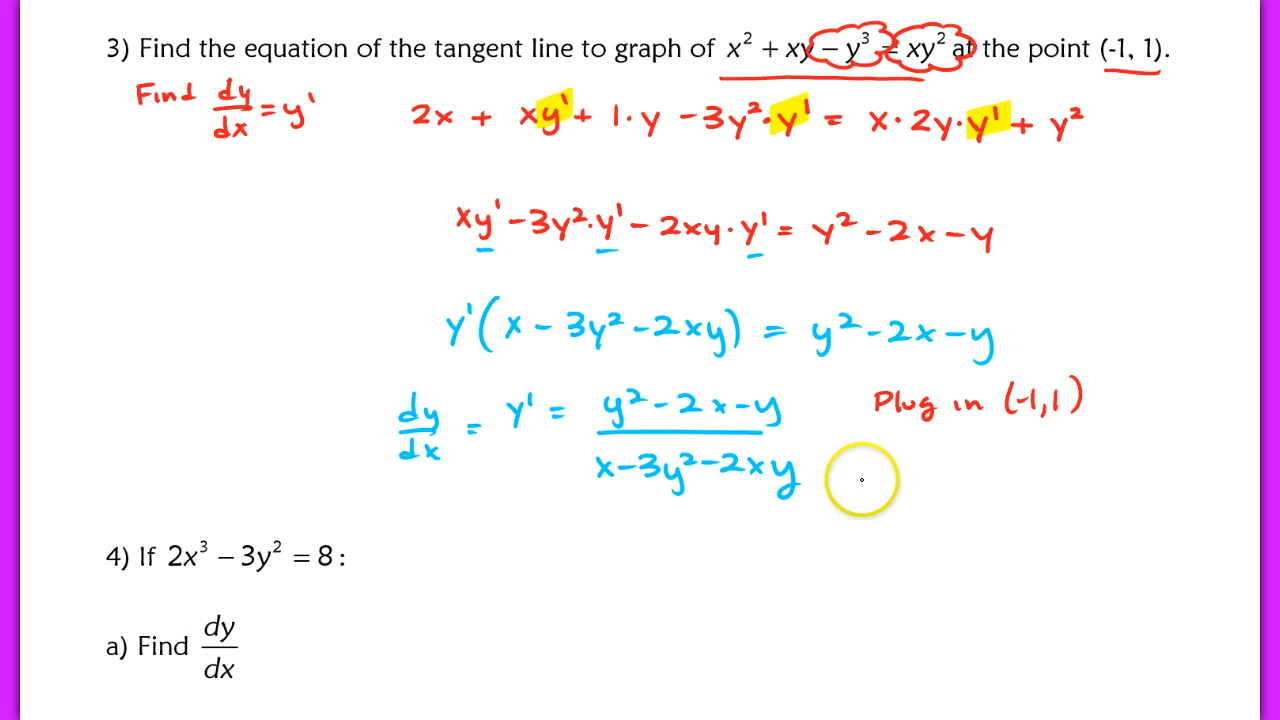 3) Find the equation of the tangent line to graph of x² + xy − y³ = xy² at the point (-1, 1).
Find dy/dx = y'
2x + xy' + 1·y − 3y²·y' = x·2y·y' + y²
xy' − 3y²·y' − 2xy·y' = y² − 2x − y
y'(x − 3y² − 2xy) = y² − 2x − y
dy/dx = y' = (y² − 2x − y)/(x − 3y² − 2xy)
Plug in (-1,1)
4) If 2x³ − 3y² = 8:
a) Find dy/dx